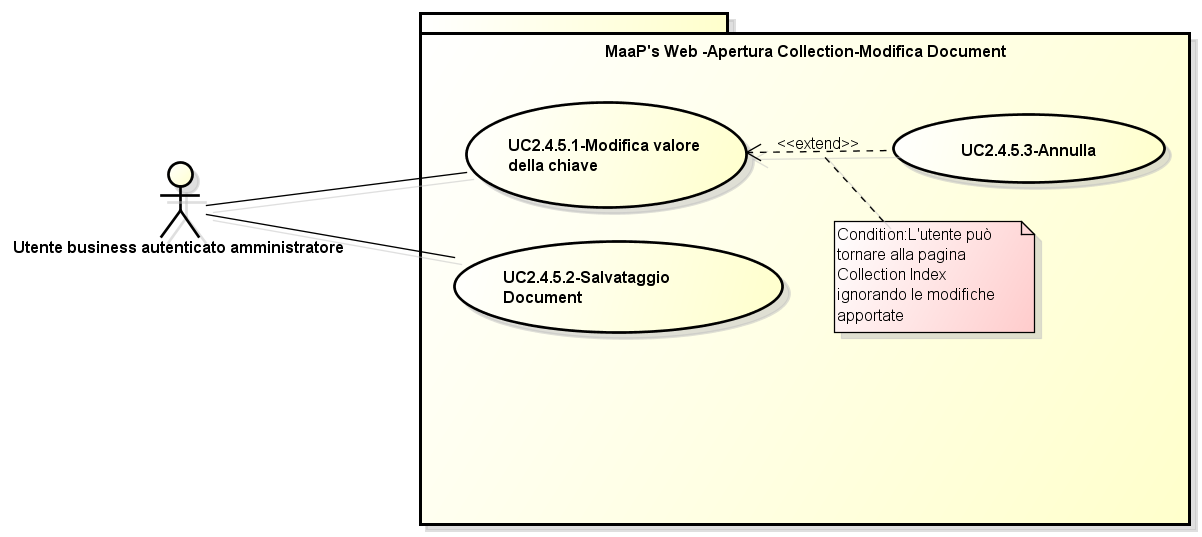 MaaP's Web -Apertura Collection-Modifica Document
UC2.4.5.1-Modifica valore
della chiave
<<extend>>
UC2.4.5.3-Annulla
Utente business autenticato amministratore
UC2.4.5.2-Salvataggio
Document
Condition:L'utente può
tornare alla pagina
Collection Index
ignorando le modifiche
apportate